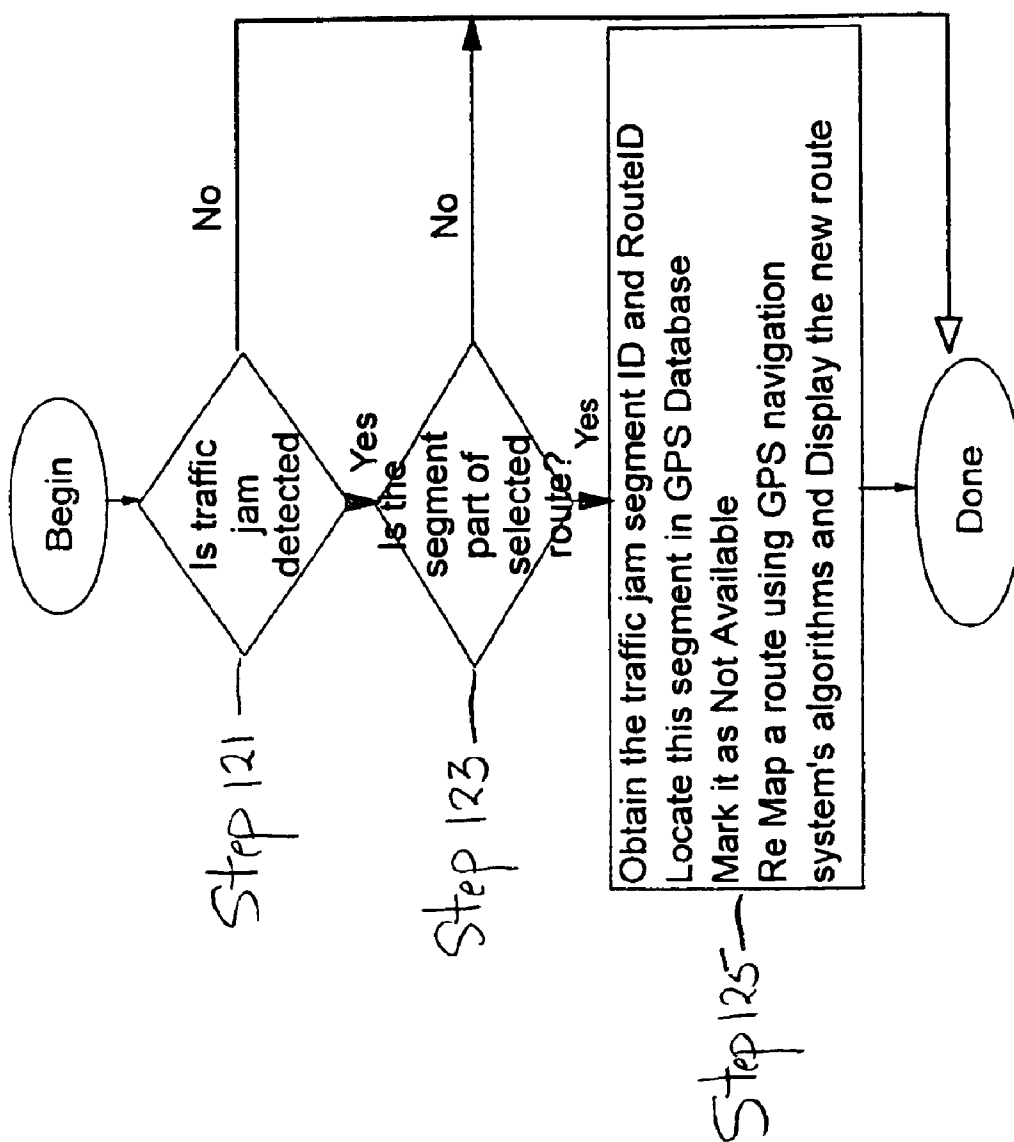 Begin
Is traffic
jam
detected
No
Yes
Step 121
Is the
segment
part of
selected
route?
No
Yes
Step 123
Obtain the traffic jam segment ID and RouteID
Locate this segment in GPS Database
Mark it as Not Available
Re Map a route using GPS navigation
system's algorithms and Display the new route
Step 125
Done